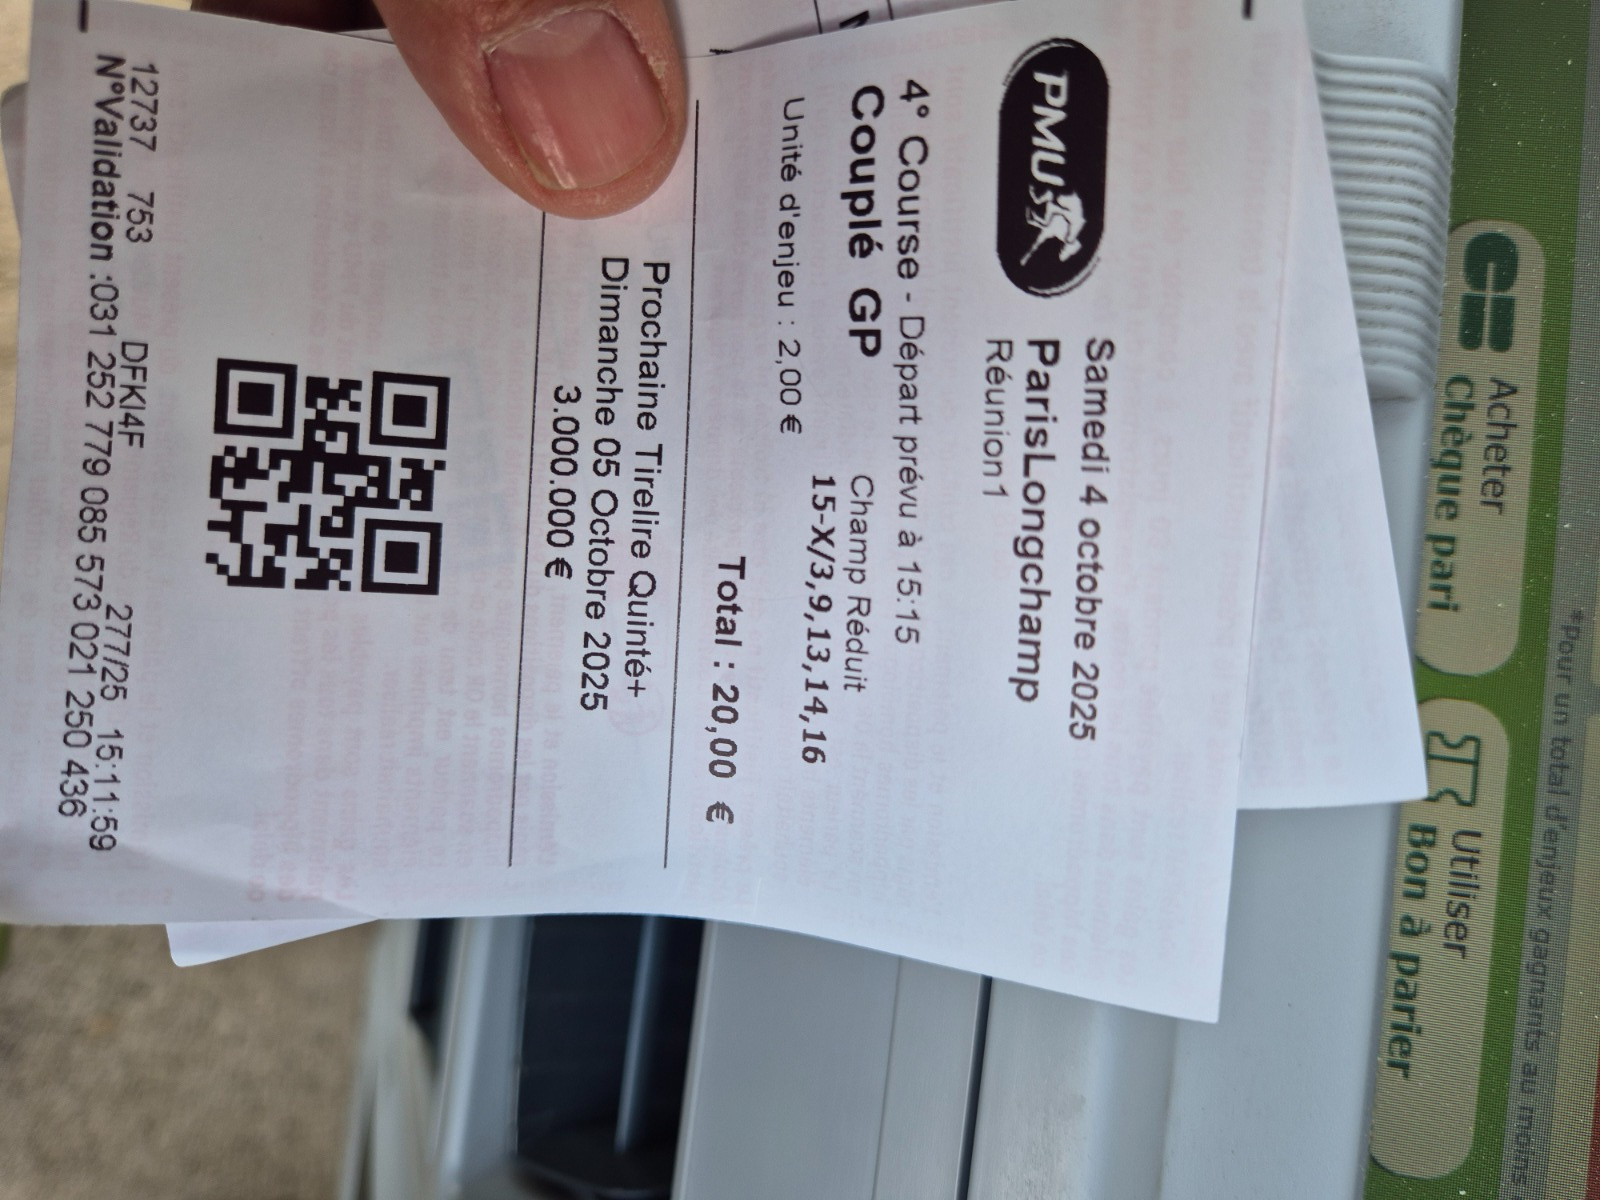 PMU
Samedi 4 octobre 2025
ParisLongchamp
Réunion1
4° Course - Départ prévu à 15:15
Couplé GP
Champ Réduit
15-X/3,9,13,14,16
Unité d'enjeu : 2,00 €
Total : 20,00 €
Prochaine Tirelire Quinté+
Dimanche 05 Octobre 2025
3.000.000 €
12737 753 DFKI4F 277/25 15:11:59
N°Validation :031 252 779 085 573 021 250 436
Acheter
Chèque pari
Utiliser
Bon à parier
*Pour un total d'enjeux gagnants au moins